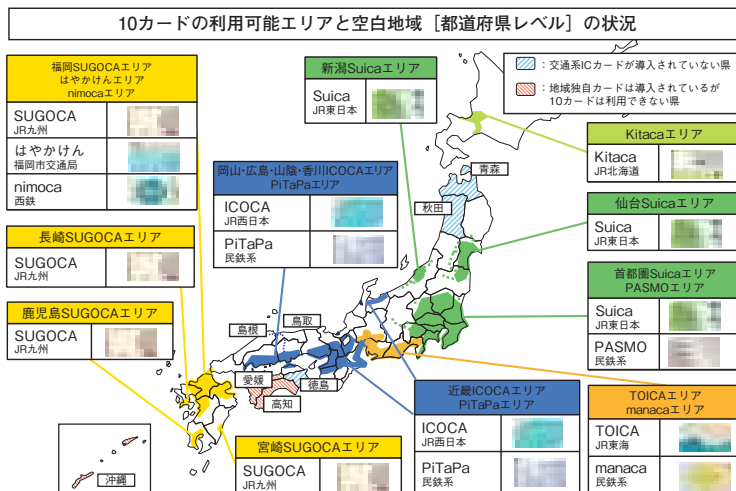 10カードの利用可能エリアと空白地域［都道府県レベル］の状況
福岡SUGOCAエリア
はやかけんエリア
nimocaエリア
SUGOCA
JR九州
はやかけん
福岡市交通局
nimoca
西鉄
長崎SUGOCAエリア
SUGOCA
JR九州
鹿児島SUGOCAエリア
SUGOCA
JR九州
岡山・広島・山陰・香川ICOCAエリア
PiTaPaエリア
ICOCA
JR西日本
PiTaPa
民鉄系
新潟Suicaエリア
Suica
JR東日本
：交通系ICカードが導入されていない県
：地域独自カードは導入されているが
10カードは利用できない県
Kitacaエリア
Kitaca
JR北海道
仙台Suicaエリア
Suica
JR東日本
首都圏Suicaエリア
PASMOエリア
Suica
JR東日本
PASMO
民鉄系
TOICAエリア
manacaエリア
TOICA
JR東海
manaca
民鉄系
近畿ICOCAエリア
PiTaPaエリア
ICOCA
JR西日本
PiTaPa
民鉄系
宮崎SUGOCAエリア
SUGOCA
JR九州
青森
秋田
鳥取
島根
愛媛
徳島
高知
沖縄